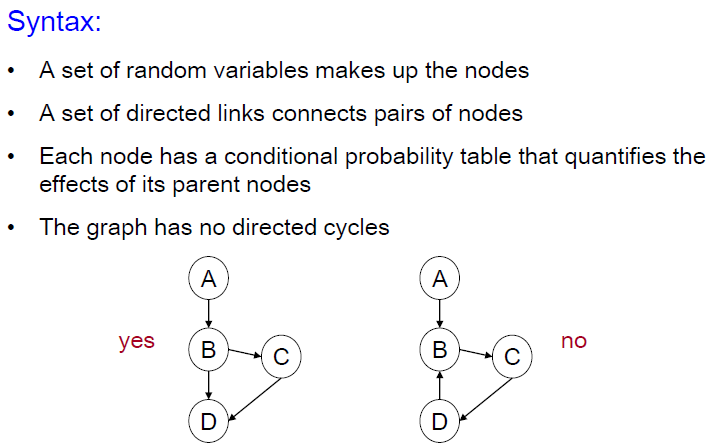 Syntax:
• A set of random variables makes up the nodes
• A set of directed links connects pairs of nodes
• Each node has a conditional probability table that quantifies the
effects of its parent nodes
• The graph has no directed cycles
A
A
yes
B
C
B
C
no
D
D